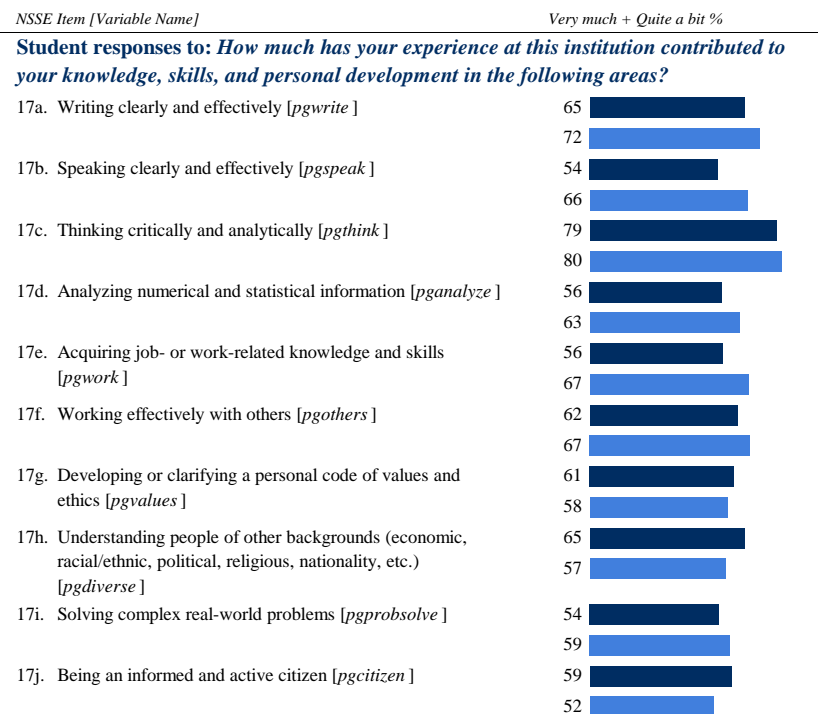 NSSE Item [Variable Name] Very much + Quite a bit %
Student responses to: How much has your experience at this institution contributed to
your knowledge, skills, and personal development in the following areas?
17a. Writing clearly and effectively [pgwrite ] 65
72
17b. Speaking clearly and effectively [pgspeak ] 54
66
17c. Thinking critically and analytically [pgthink ] 79
80
17d. Analyzing numerical and statistical information [pganalyze ] 56
63
17e. Acquiring job- or work-related knowledge and skills 56
[pgwork ] 67
17f. Working effectively with others [pgothers ] 62
67
17g. Developing or clarifying a personal code of values and 61
ethics [pgvalues ] 58
17h. Understanding people of other backgrounds (economic, 65
racial/ethnic, political, religious, nationality, etc.) 57
[pgdiverse ]
17i. Solving complex real-world problems [pgprobsolve ] 54
59
17j. Being an informed and active citizen [pgcitizen ] 59
52